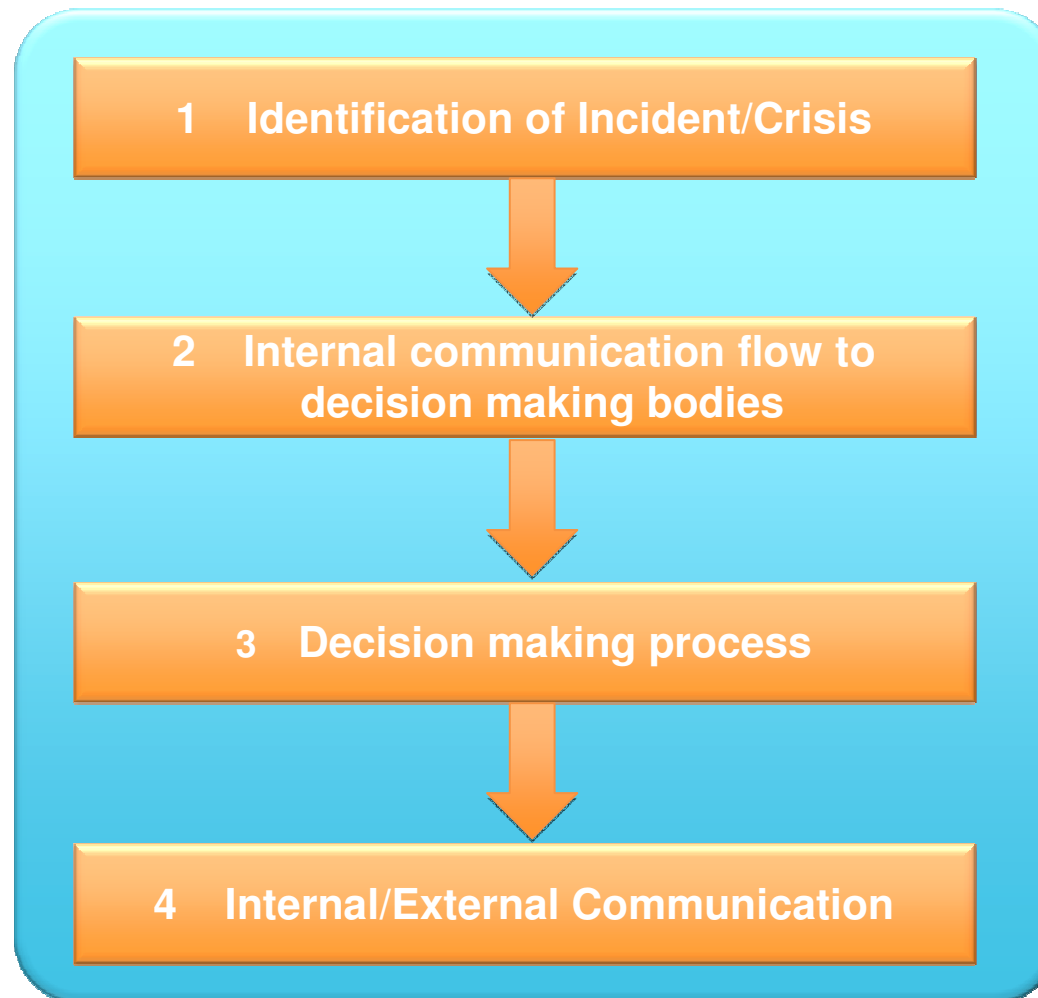 1 Identification of Incident/Crisis
2 Internal communication flow to
decision making bodies
3 Decision making process
4 Internal/External Communication